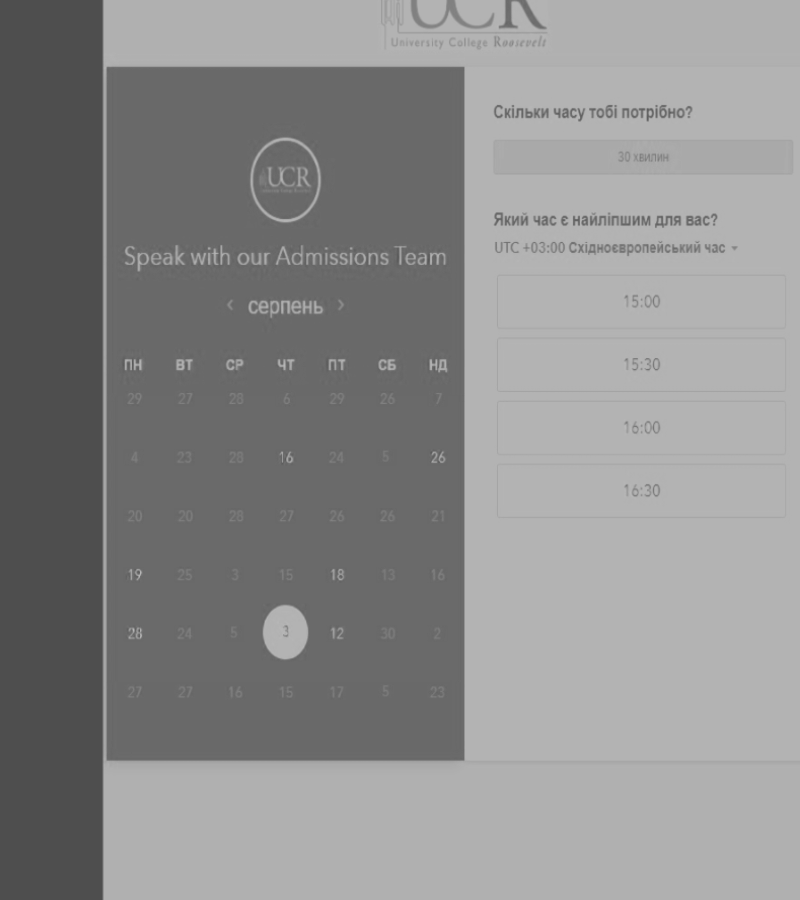 UCR
University College Roosevelt
UCR
Speak with our Admissions Team
‹ серпень ›
ПН ВТ СР ЧТ ПТ СБ НД
29 27 28 6 29 26 7
4 23 28 16 24 5 26
20 20 28 27 26 26 21
19 25 3 15 18 13 16
28 24 5 3 12 30 2
27 27 16 15 17 5 23
Скільки часу тобі потрібно?
30 хвилин
Який час є найліпшим для вас?
UTC +03:00 Східноєвропейський час
15:00
15:30
16:00
16:30